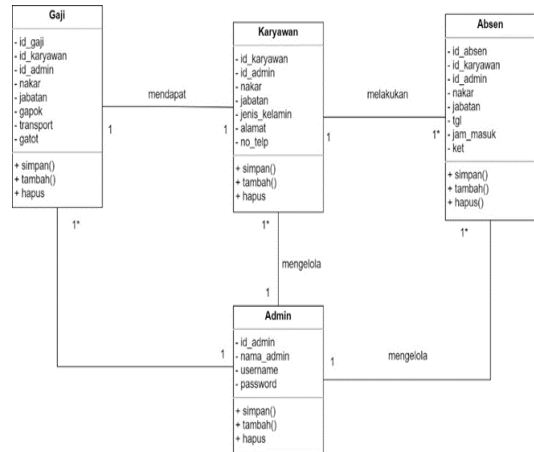 Gaji
- id_gaji
- id_karyawan
- id_admin
- nakar
- jabatan
- gapok
- transport
- gatot
+ simpan()
+ tambah()
+ hapus
mendapat
1
1
Karyawan
- id_karyawan
- id_admin
- nakar
- jabatan
- jenis_kelamin
- alamat
- no_telp
+ simpan()
+ tambah()
+ hapus
melakukan
1
1*
Absen
- id_absen
- id_karyawan
- id_admin
- nakar
- jabatan
- tgl
- jam_masuk
- ket
+ simpan()
+ tambah()
+ hapus()
1*
1*
1*
mengelola
1
1
1
mengelola
Admin
- id_admin
- nama_admin
- username
- password
+ simpan()
+ tambah()
+ hapus